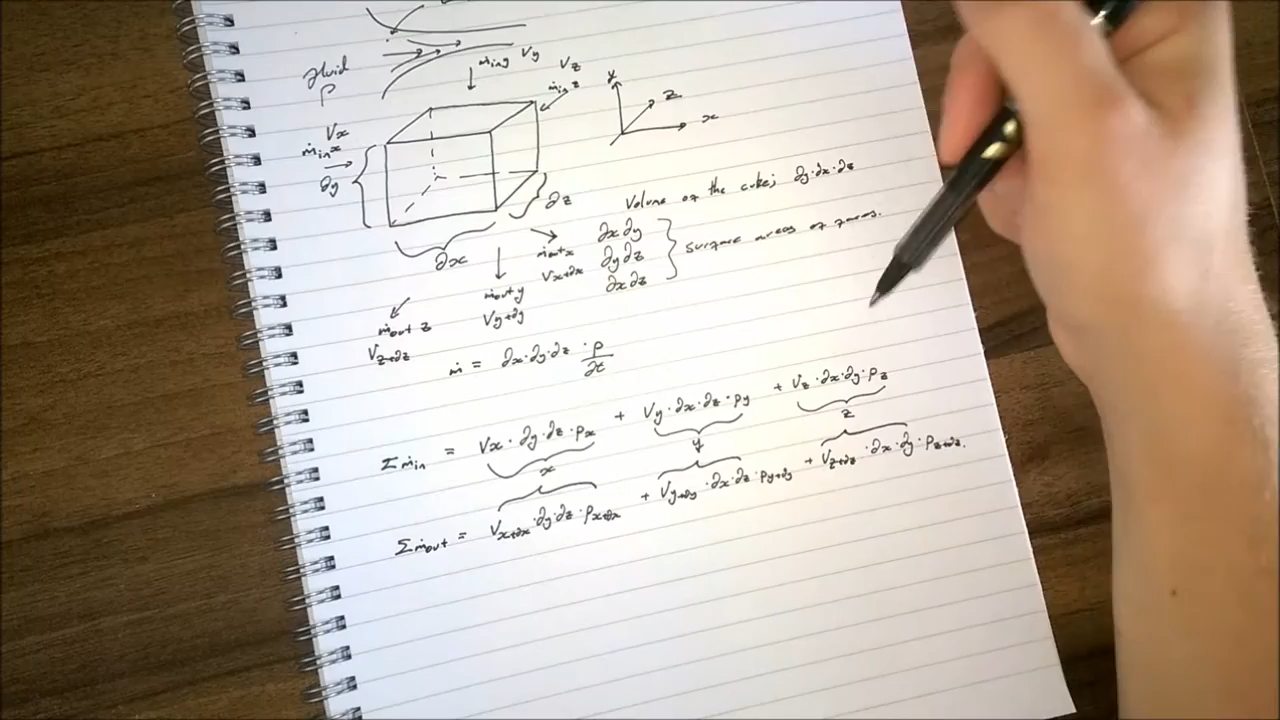 ṁin y Vy
Vz
ṁin z
fluid
ρ
y
z
x
Vx
ṁin x
∂y
∂z
∂x
Volume of the cube; ∂y·∂x·∂z
∂x∂y
∂y∂z } surface areas of faces.
∂x∂z
ṁout x
Vx+∂x
ṁout y
Vy+∂y
ṁout z
Vz+∂z
ṁ = ∂x·∂y·∂z · ρ/∂t
Σṁin = Vx·∂y·∂z·ρx + Vy·∂x·∂z·ρy + Vz·∂x·∂y·ρz
x y z
Σṁout = Vx+∂x·∂y·∂z·ρx+∂x + Vy+∂y·∂x·∂z·ρy+∂y + Vz+∂z·∂x·∂y·ρz+∂z.